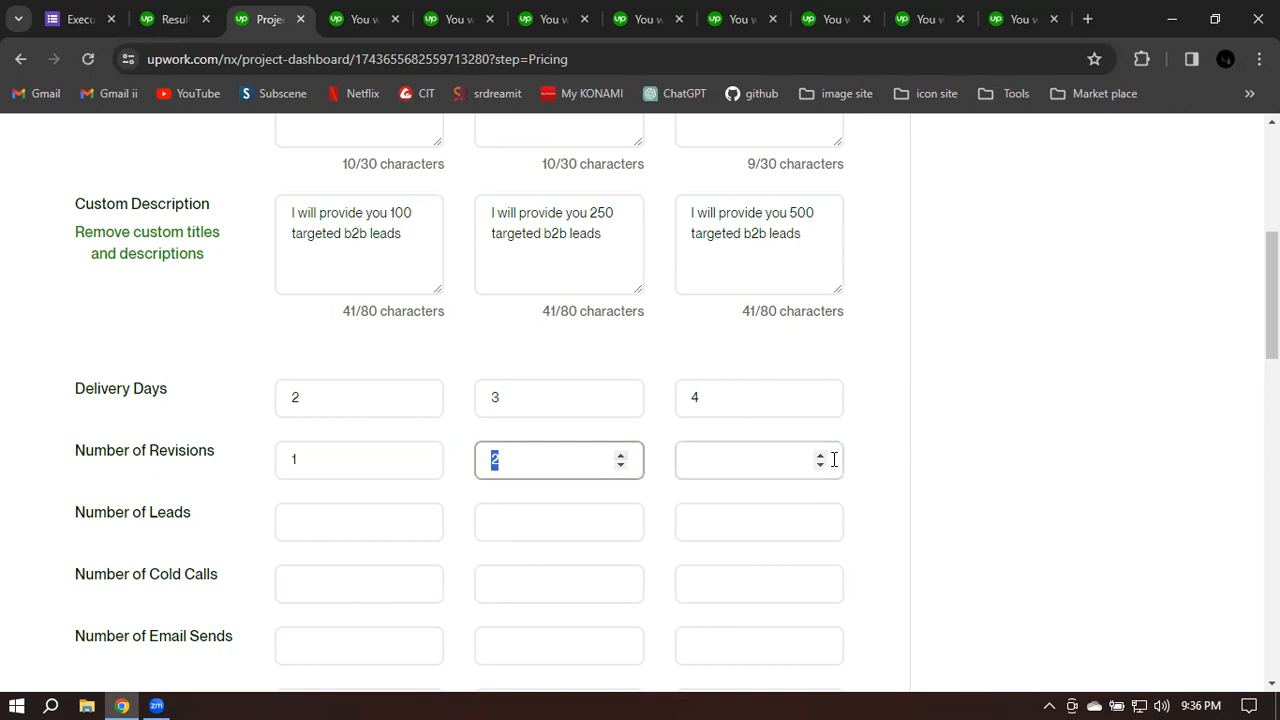 Execu
Resul
Proje
You w
You w
You w
You w
You w
You w
You w
You w
upwork.com/nx/project-dashboard/1743655682559713280?step=Pricing
Gmail
Gmail ii
YouTube
Subscene
Netflix
CIT
srdreamit
My KONAMI
ChatGPT
github
image site
icon site
Tools
Market place
10/30 characters
10/30 characters
9/30 characters
Custom Description
Remove custom titles
and descriptions
I will provide you 100
targeted b2b leads
I will provide you 250
targeted b2b leads
I will provide you 500
targeted b2b leads
41/80 characters
41/80 characters
41/80 characters
Delivery Days
2
3
4
Number of Revisions
1
2
Number of Leads
Number of Cold Calls
Number of Email Sends
9:36 PM